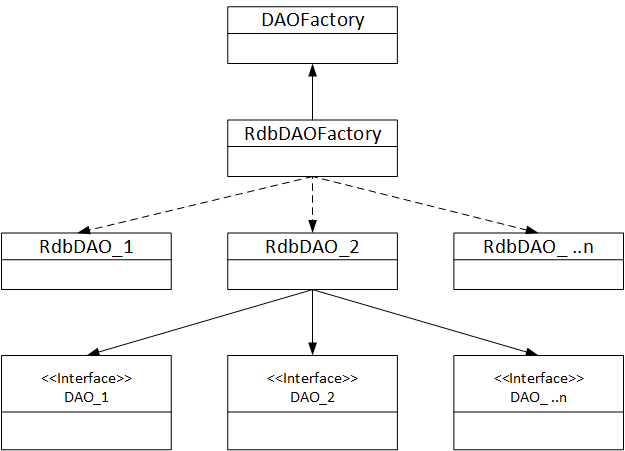 DAOFactory
RdbDAOFactory
RdbDAO_1
RdbDAO_2
RdbDAO_ ..n
<<Interface>>
DAO_1
<<Interface>>
DAO_2
<<Interface>>
DAO_ ..n